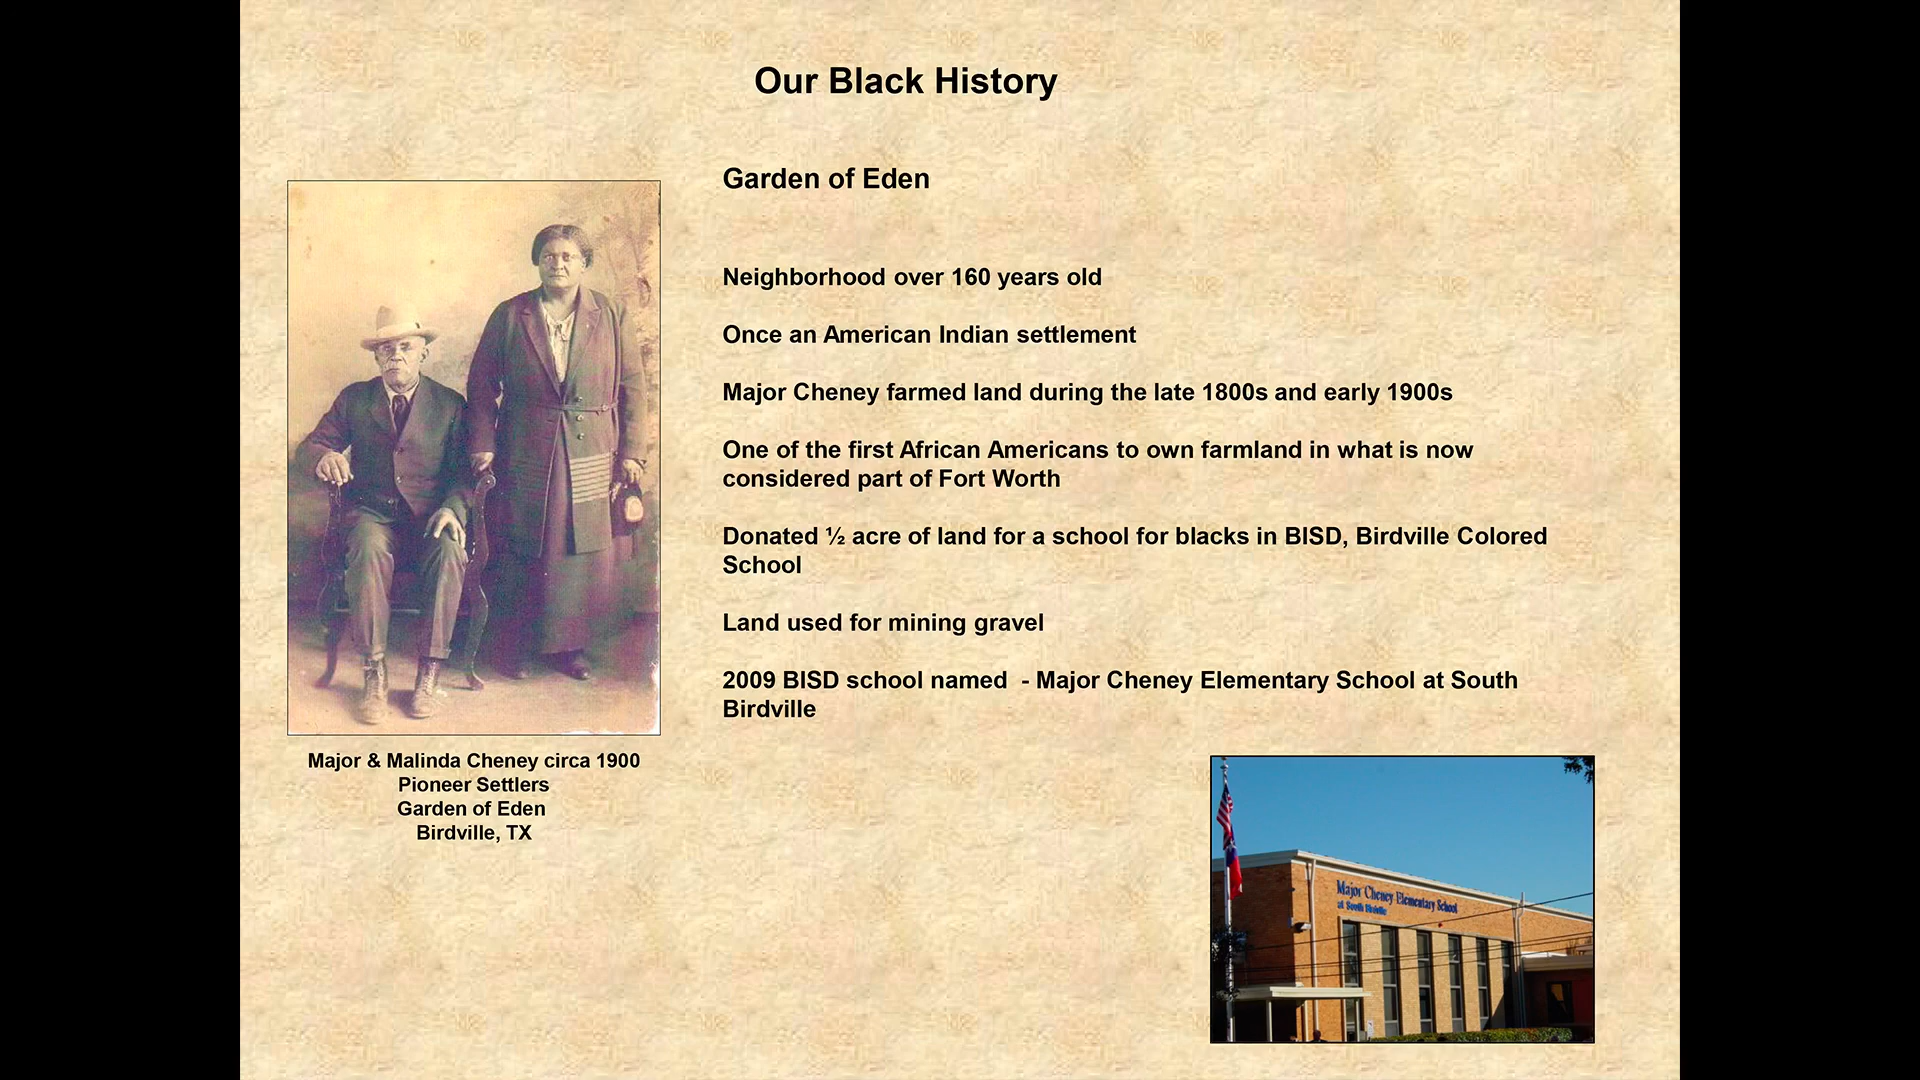 Our Black History
Garden of Eden
Neighborhood over 160 years old
Once an American Indian settlement
Major Cheney farmed land during the late 1800s and early 1900s
One of the first African Americans to own farmland in what is now
considered part of Fort Worth
Donated ½ acre of land for a school for blacks in BISD, Birdville Colored
School
Land used for mining gravel
2009 BISD school named  - Major Cheney Elementary School at South
Birdville
Major & Malinda Cheney circa 1900
Pioneer Settlers
Garden of Eden
Birdville, TX
Major Cheney Elementary School
at South Birdville